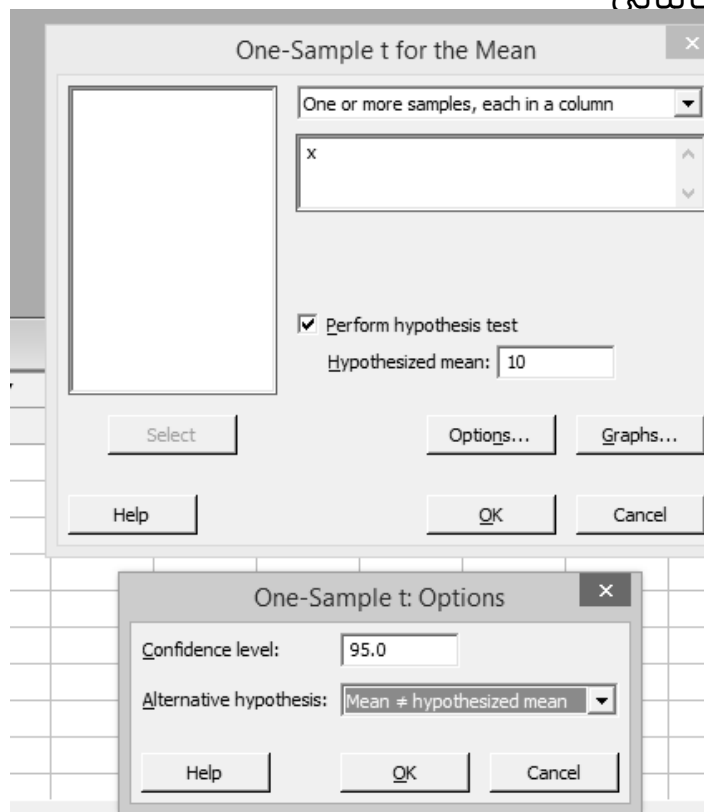 One-Sample t for the Mean
One or more samples, each in a column
x
Perform hypothesis test
Hypothesized mean: 10
Select
Options...
Graphs...
Help
OK
Cancel
One-Sample t: Options
Confidence level: 95.0
Alternative hypothesis: Mean ≠ hypothesized mean
Help
OK
Cancel